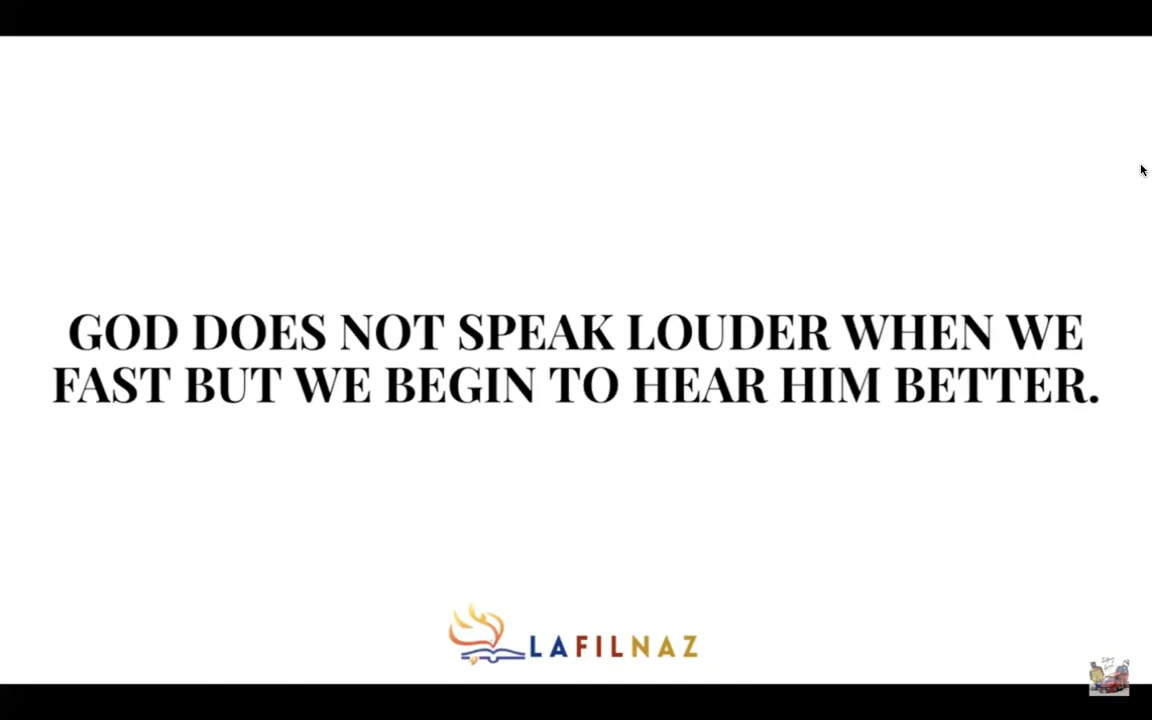 GOD DOES NOT SPEAK LOUDER WHEN WE
FAST BUT WE BEGIN TO HEAR HIM BETTER.
LAFILNAZ